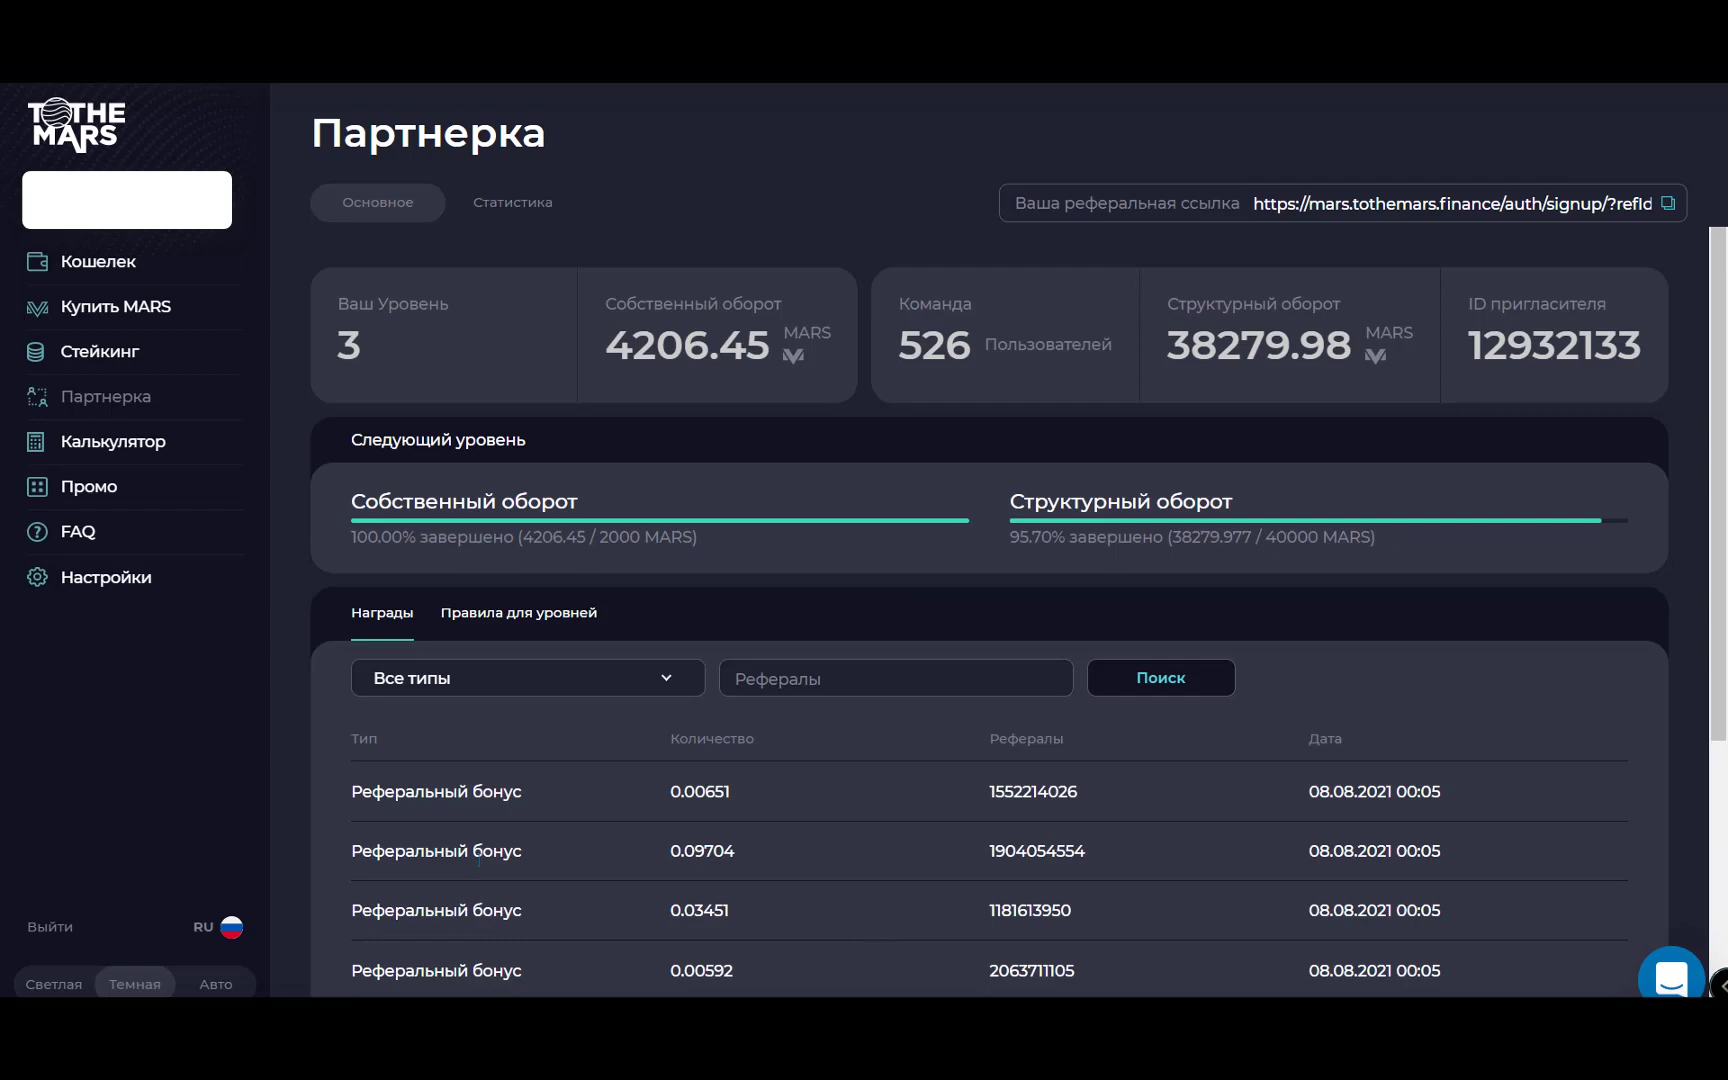 TOTHE
MARS
Партнерка
Основное
Статистика
Ваша реферальная ссылка https://mars.tothemars.finance/auth/signup/?refId
Кошелек
Купить MARS
Стейкинг
Партнерка
Калькулятор
Промо
FAQ
Настройки
Выйти
RU
Светлая
Темная
Авто
Ваш Уровень
3
Собственный оборот
4206.45 MARS
Команда
526 Пользователей
Структурный оборот
38279.98 MARS
ID пригласителя
12932133
Следующий уровень
Собственный оборот
100.00% завершено (4206.45 / 2000 MARS)
Структурный оборот
95.70% завершено (38279.977 / 40000 MARS)
Награды
Правила для уровней
Все типы
Рефералы
Поиск
Тип Количество Рефералы Дата
Реферальный бонус 0.00651 1552214026 08.08.2021 00:05
Реферальный бонус 0.09704 1904054554 08.08.2021 00:05
Реферальный бонус 0.03451 1181613950 08.08.2021 00:05
Реферальный бонус 0.00592 2063711105 08.08.2021 00:05